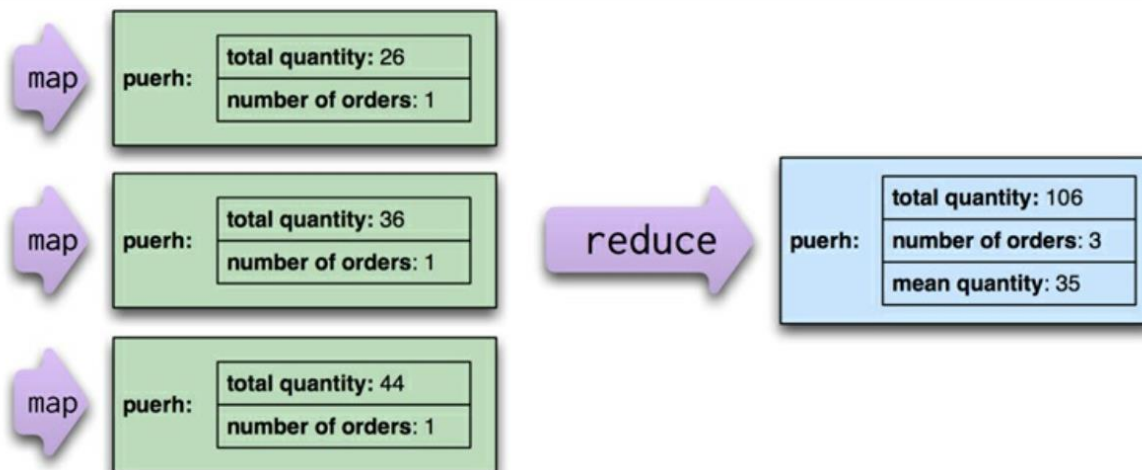 map
puerh:
total quantity: 26
number of orders: 1
map
puerh:
total quantity: 36
number of orders: 1
map
puerh:
total quantity: 44
number of orders: 1
reduce
puerh:
total quantity: 106
number of orders: 3
mean quantity: 35